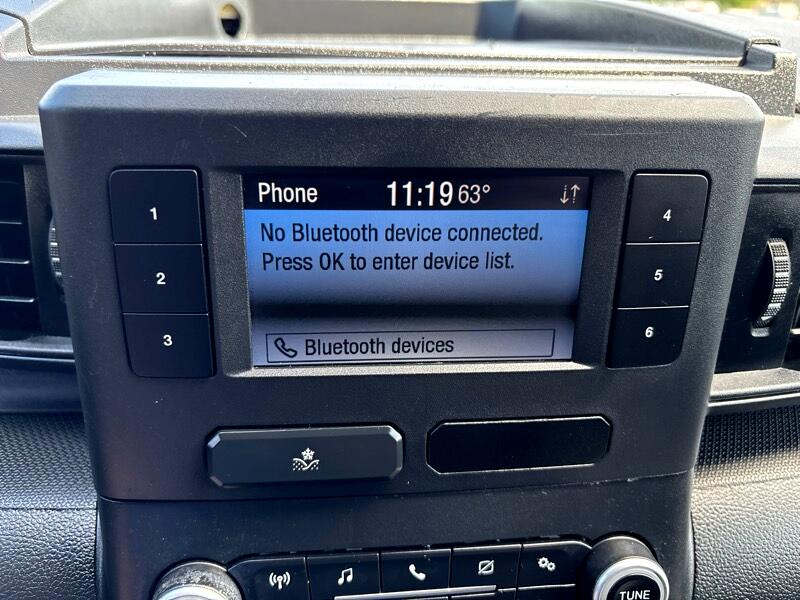 Phone 11:19 63°
No Bluetooth device connected.
Press OK to enter device list.
Bluetooth devices
1
2
3
4
5
6
TUNE